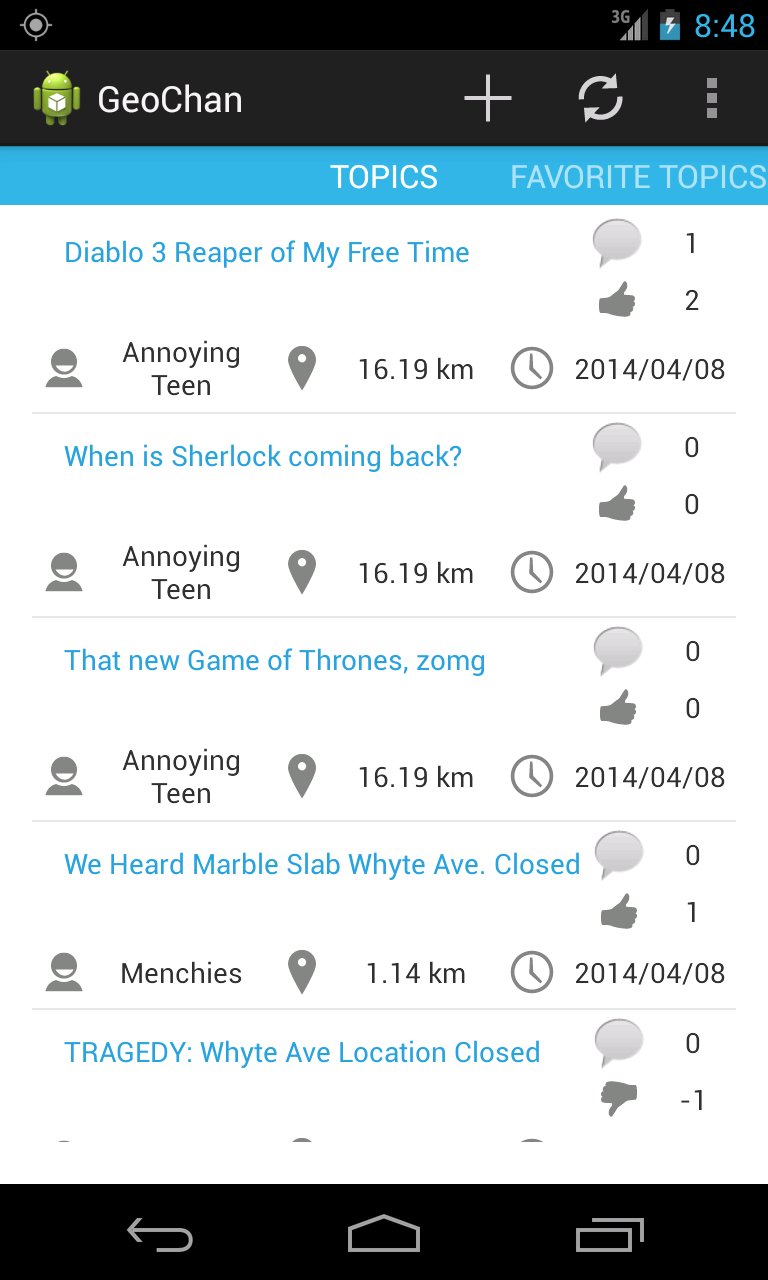 3G 8:48
GeoChan
TOPICS FAVORITE TOPICS
Diablo 3 Reaper of My Free Time 1
2
Annoying
Teen 16.19 km 2014/04/08
When is Sherlock coming back? 0
0
Annoying
Teen 16.19 km 2014/04/08
That new Game of Thrones, zomg 0
0
Annoying
Teen 16.19 km 2014/04/08
We Heard Marble Slab Whyte Ave. Closed 0
1
Menchies 1.14 km 2014/04/08
TRAGEDY: Whyte Ave Location Closed 0
-1